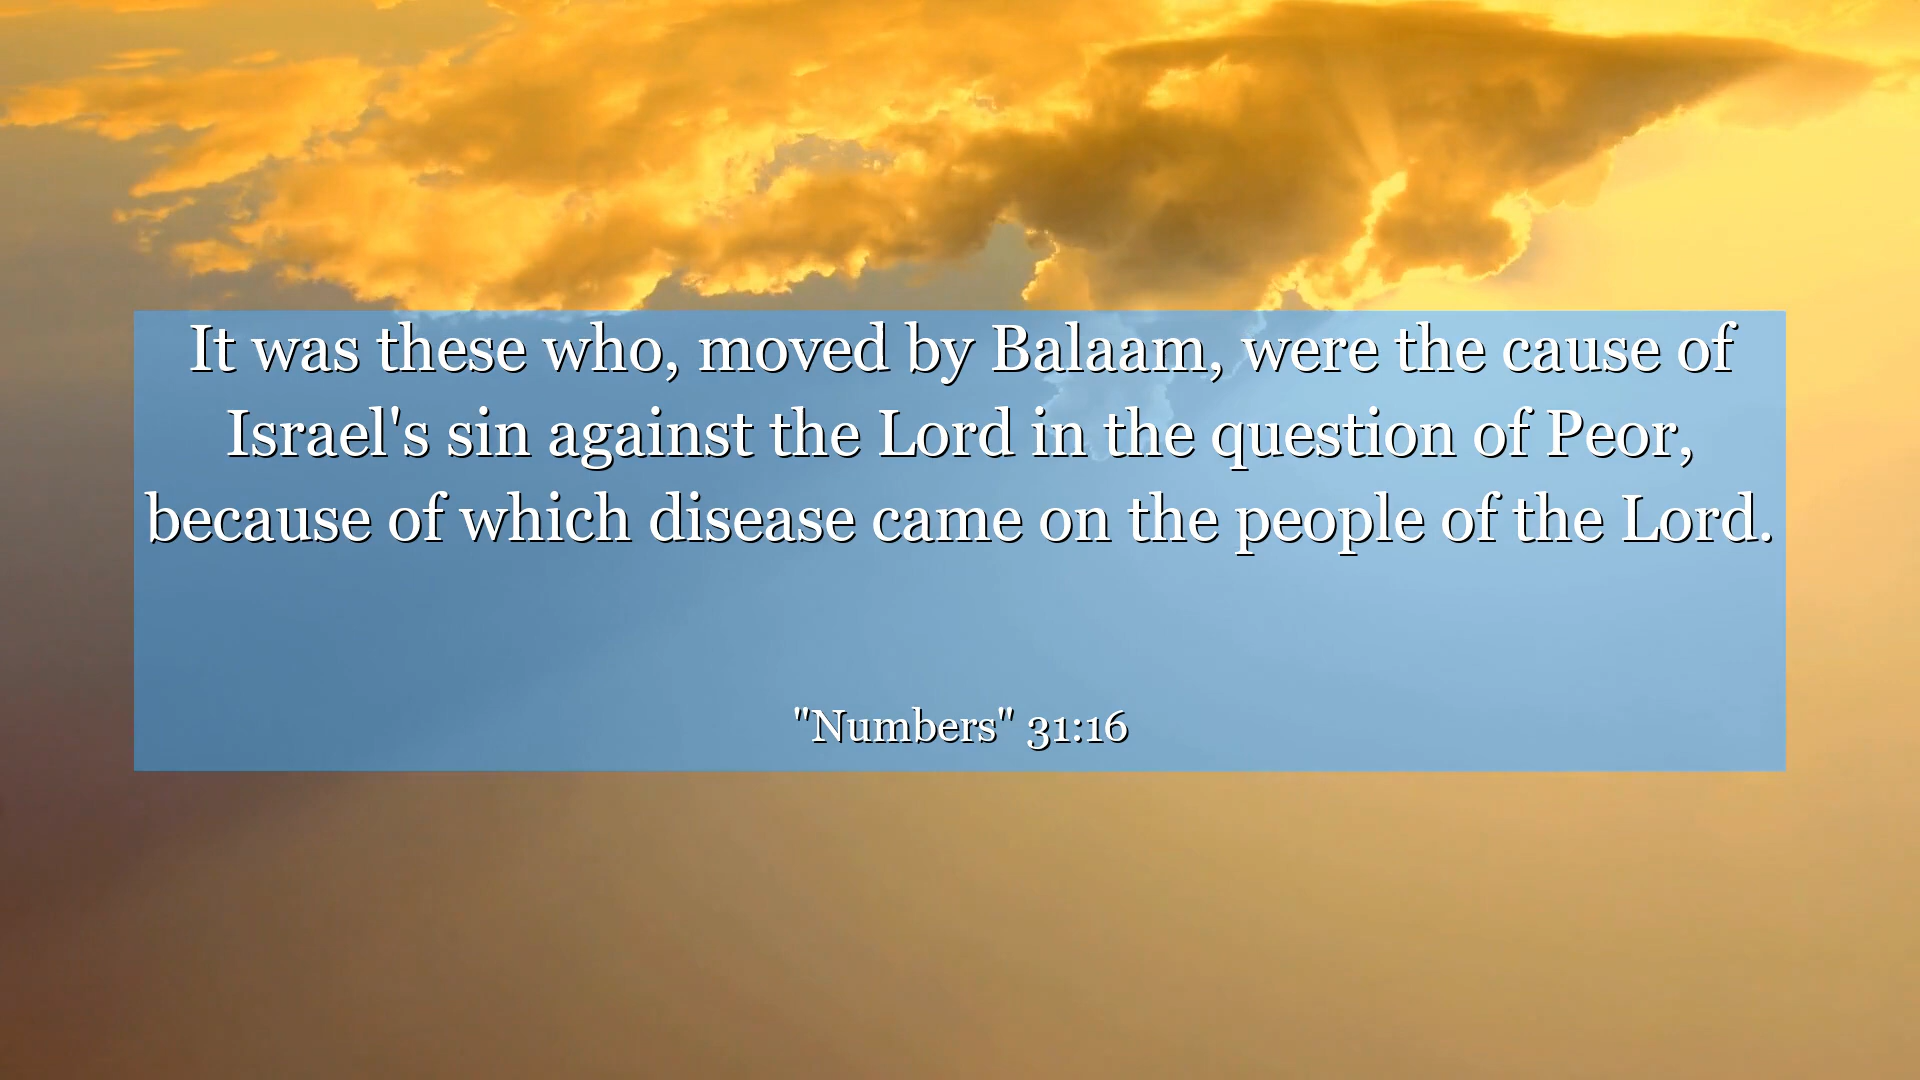 It was these who, moved by Balaam, were the cause of
Israel's sin against the Lord in the question of Peor,
because of which disease came on the people of the Lord.
"Numbers" 31:16